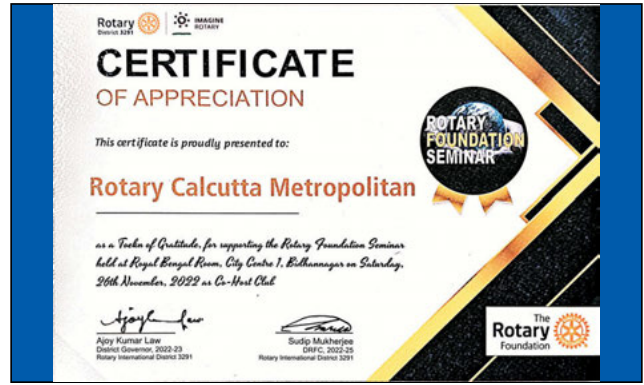 Rotary
District 3291
IMAGINE
ROTARY
CERTIFICATE
OF APPRECIATION
This certificate is proudly presented to:
ROTARY
FOUNDATION
SEMINAR
Rotary Calcutta Metropolitan
as a Toekn of Gratitude, for supporting the Rotary Foundation Seminar
held at Royal Bengal Room, City Centre 1, Bidhannagar on Saturday,
26th November, 2022 as Co-Host Club
Ajoy Kumar Law
District Governor, 2022-23
Rotary International District 3291
Sudip Mukherjee
DRFC, 2022-25
Rotary International District 3291
The
Rotary
Foundation